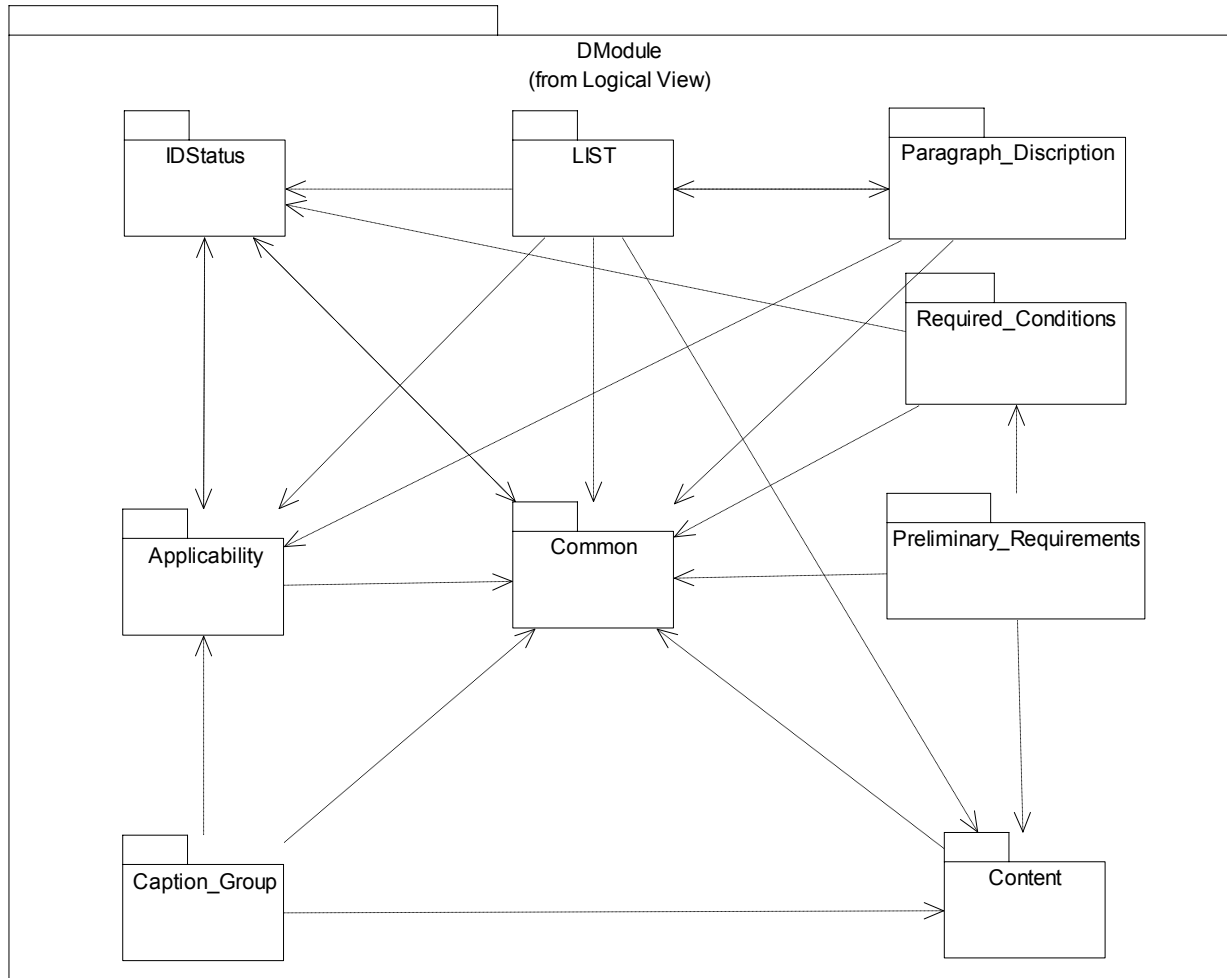 DModule
(from Logical View)
IDStatus
LIST
Paragraph_Discription
Required_Conditions
Applicability
Common
Preliminary_Requirements
Caption_Group
Content